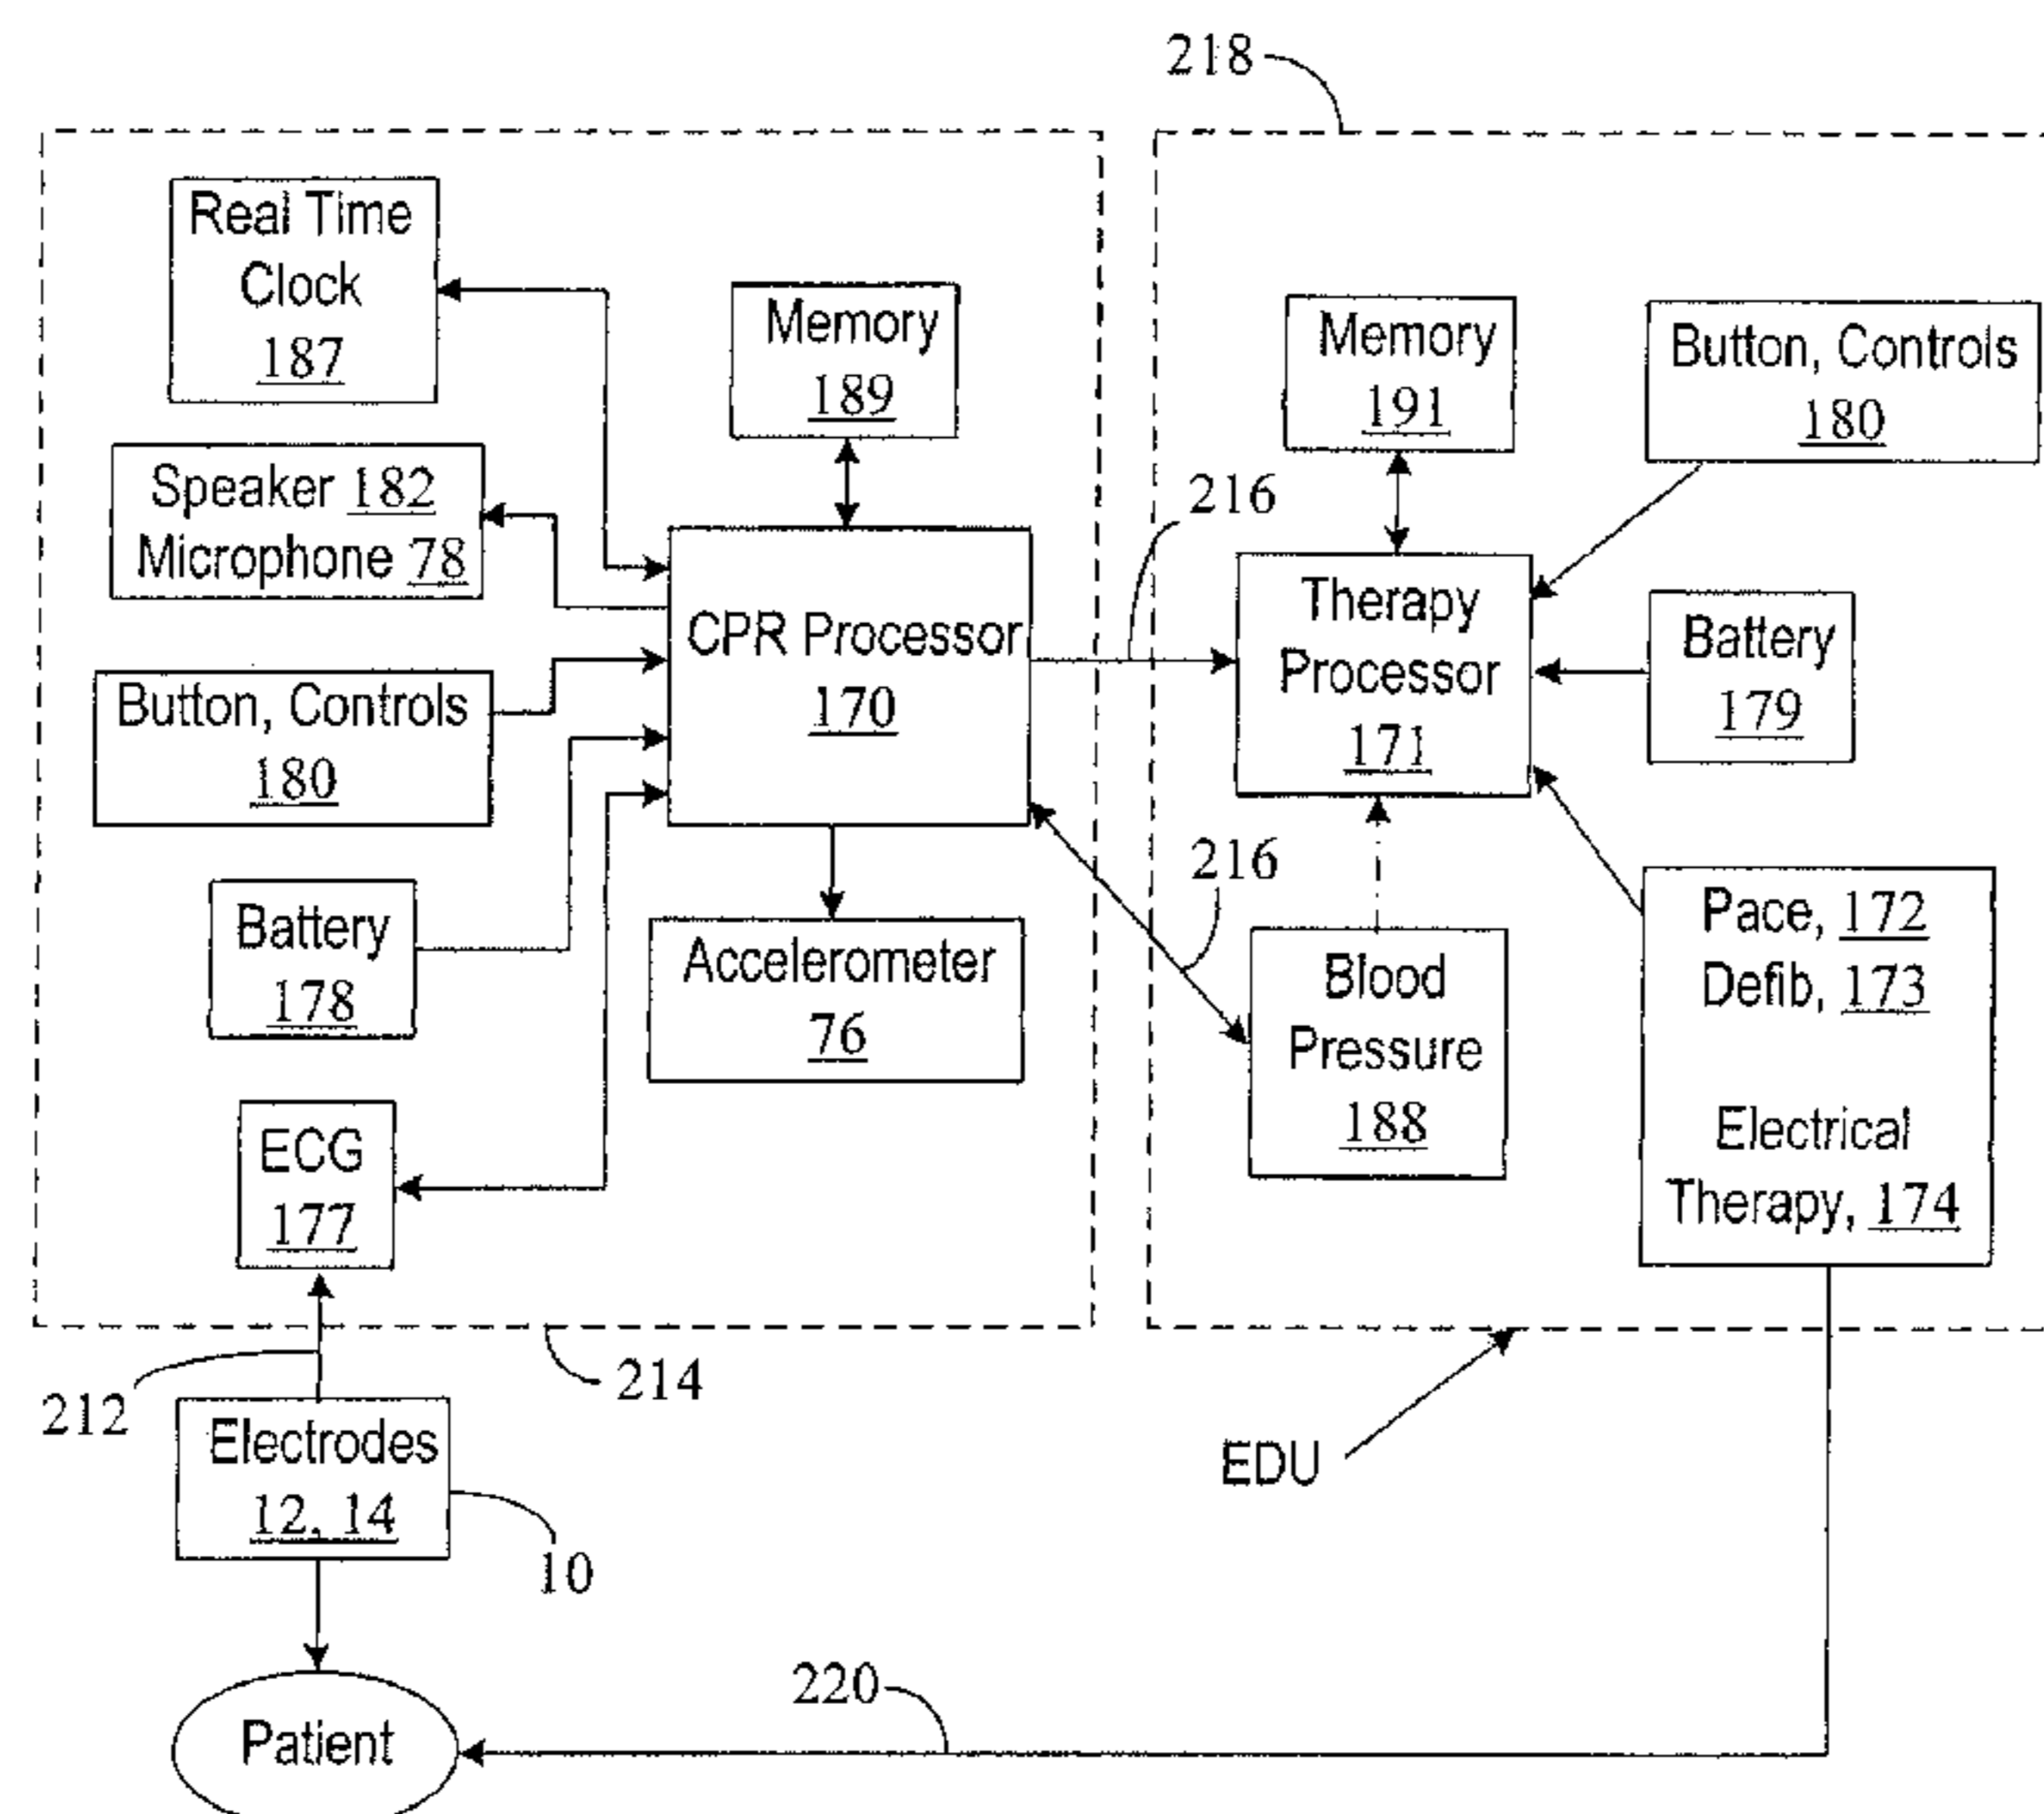 218
Real Time
Clock
187
Memory
189
Speaker 182
Microphone 78
CPR Processor
170
Button, Controls
180
Battery
178
Accelerometer
76
ECG
177
216
216
Memory
191
Button, Controls
180
Therapy
Processor
171
Battery
179
Blood
Pressure
188
Pace, 172
Defib, 173
Electrical
Therapy, 174
212
214
Electrodes
12, 14
10
EDU
220
Patient